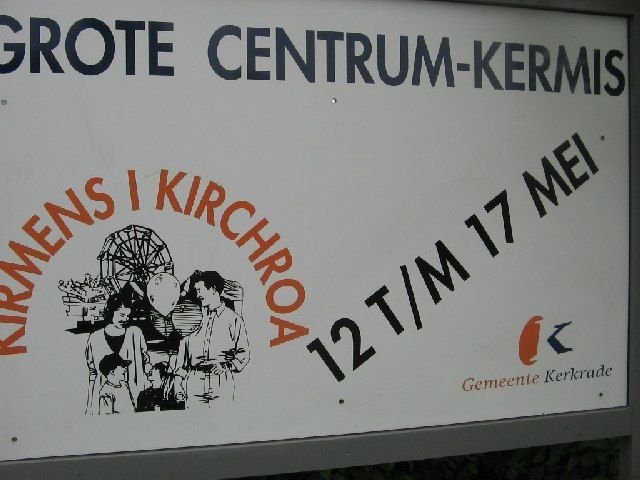 GROTE CENTRUM-KERMIS
KIRMENS I KIRCHROA
12 T/M 17 MEI
Gemeente Kerkrade